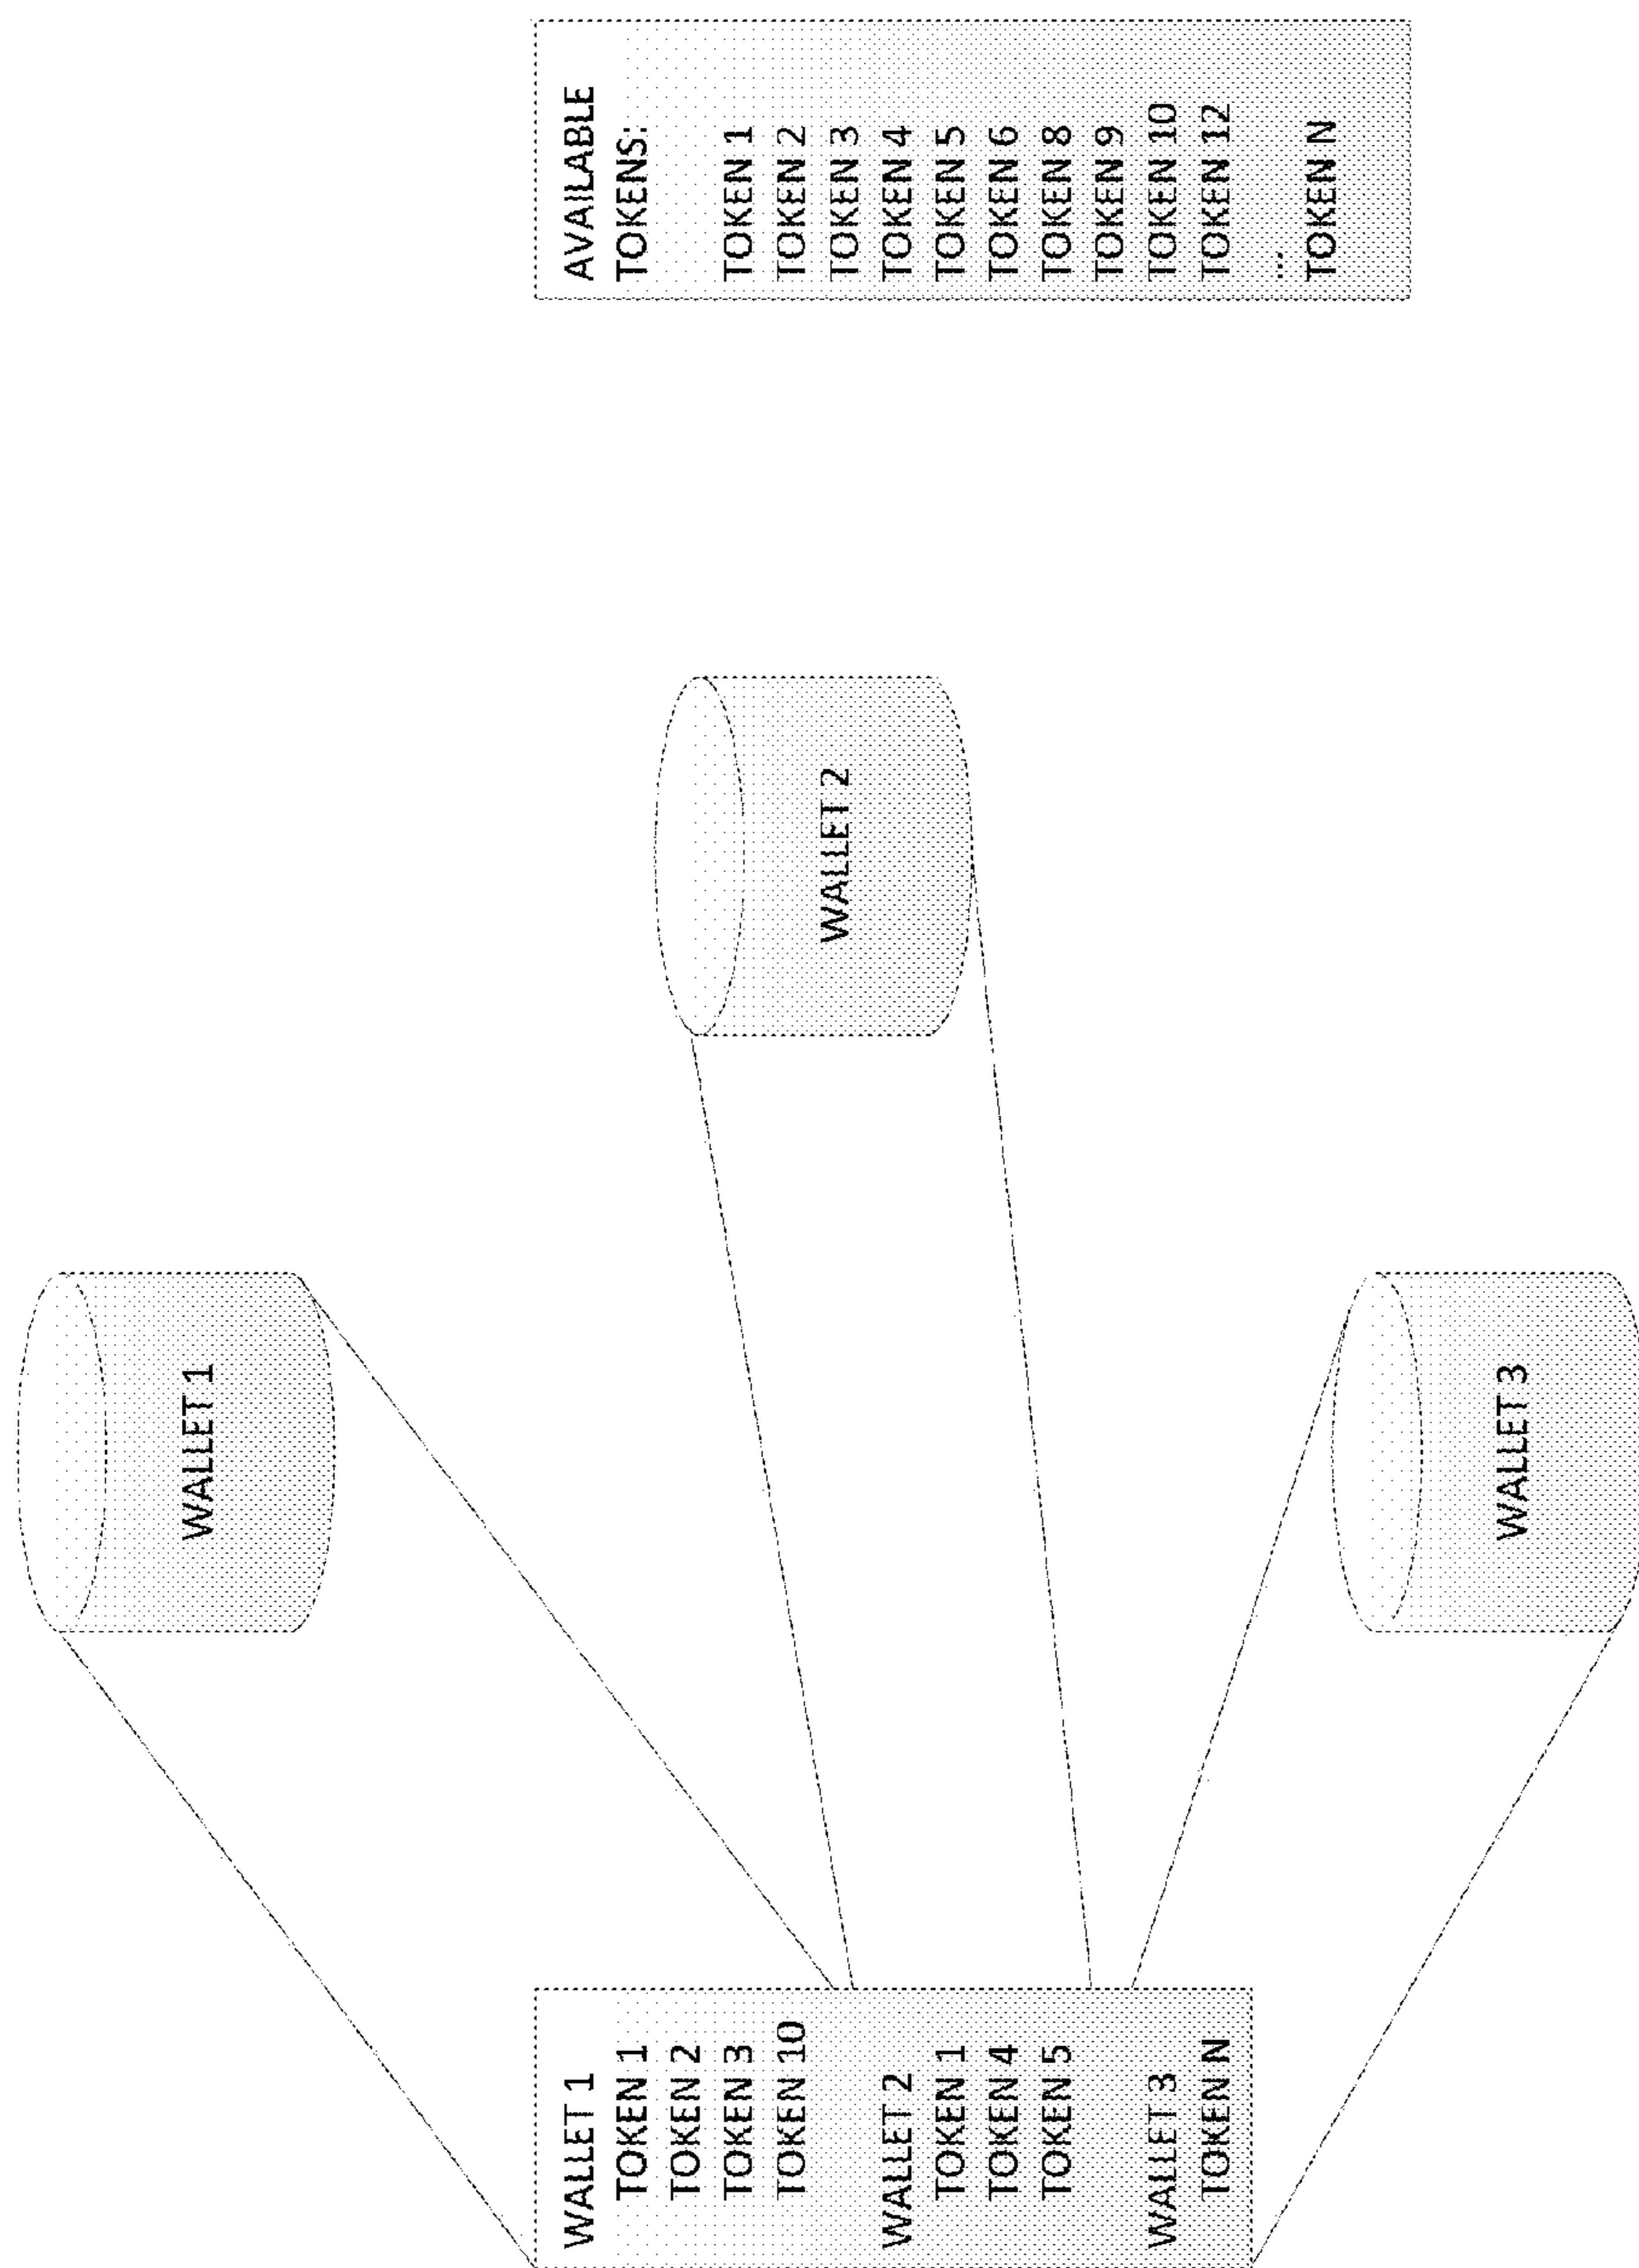 WALLET 1
TOKEN 1
TOKEN 2
TOKEN 3
TOKEN 10
WALLET 2
TOKEN 1
TOKEN 4
TOKEN 5
WALLET 3
TOKEN N
WALLET 1
WALLET 2
WALLET 3
AVAILABLE
TOKENS:
TOKEN 1
TOKEN 2
TOKEN 3
TOKEN 4
TOKEN 5
TOKEN 6
TOKEN 8
TOKEN 9
TOKEN 10
TOKEN 12
...
TOKEN N